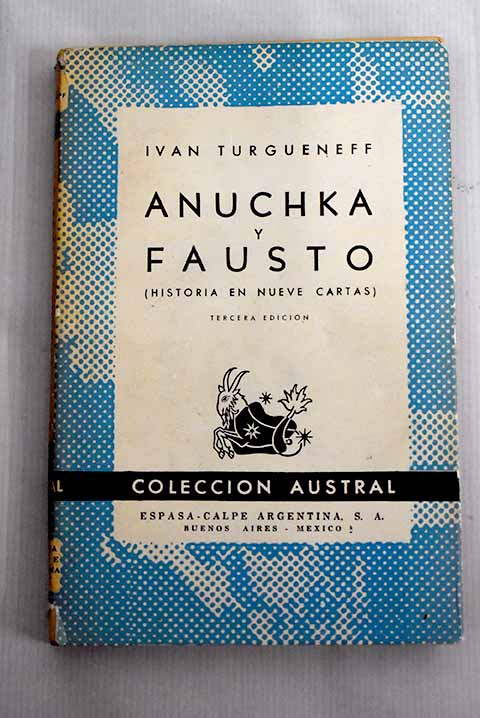 IVAN TURGUENEFF
ANUCHKA
Y
FAUSTO
(HISTORIA EN NUEVE CARTAS)
TERCERA EDICION
COLECCION AUSTRAL
ESPASA-CALPE ARGENTINA, S. A.
BUENOS AIRES - MEXICO